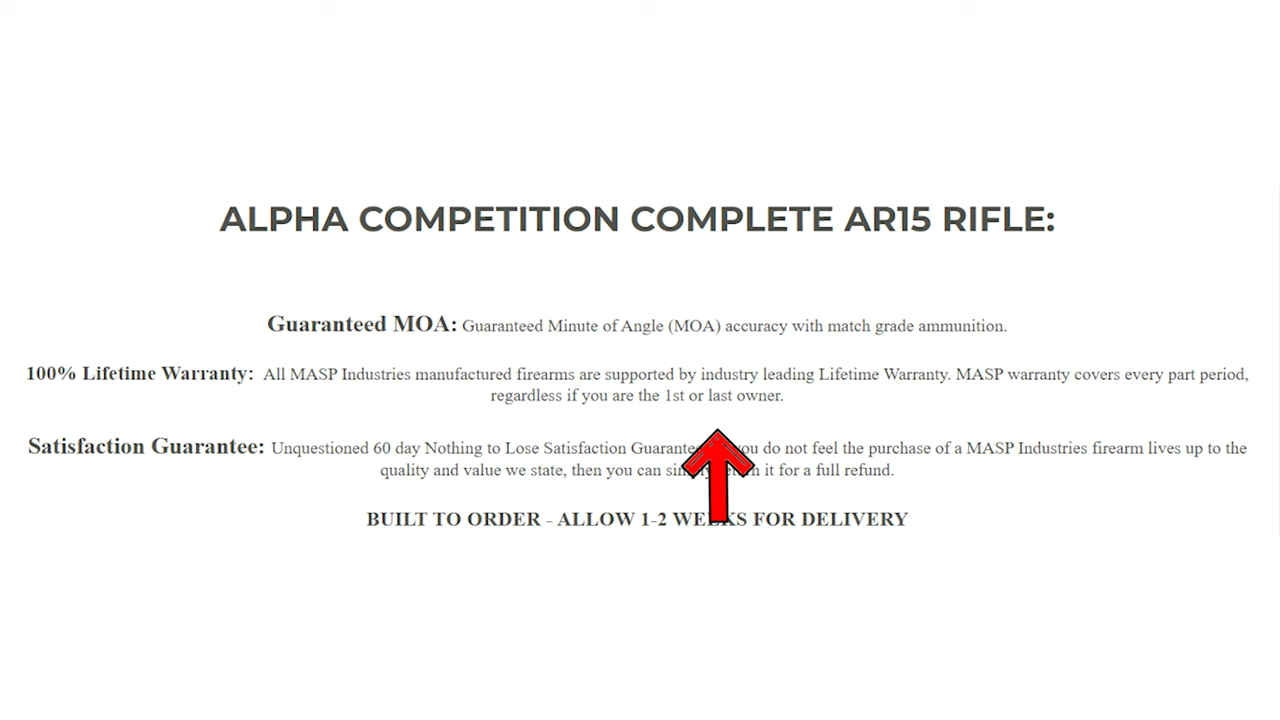 ALPHA COMPETITION COMPLETE AR15 RIFLE:
Guaranteed MOA: Guaranteed Minute of Angle (MOA) accuracy with match grade ammunition.
100% Lifetime Warranty: All MASP Industries manufactured firearms are supported by industry leading Lifetime Warranty. MASP warranty covers every part period,
regardless if you are the 1st or last owner.
Satisfaction Guarantee: Unquestioned 60 day Nothing to Lose Satisfaction Guarantee you do not feel the purchase of a MASP Industries firearm lives up to the
quality and value we state, then you can simply it for a full refund.
BUILT TO ORDER - ALLOW 1-2 WEEKS FOR DELIVERY